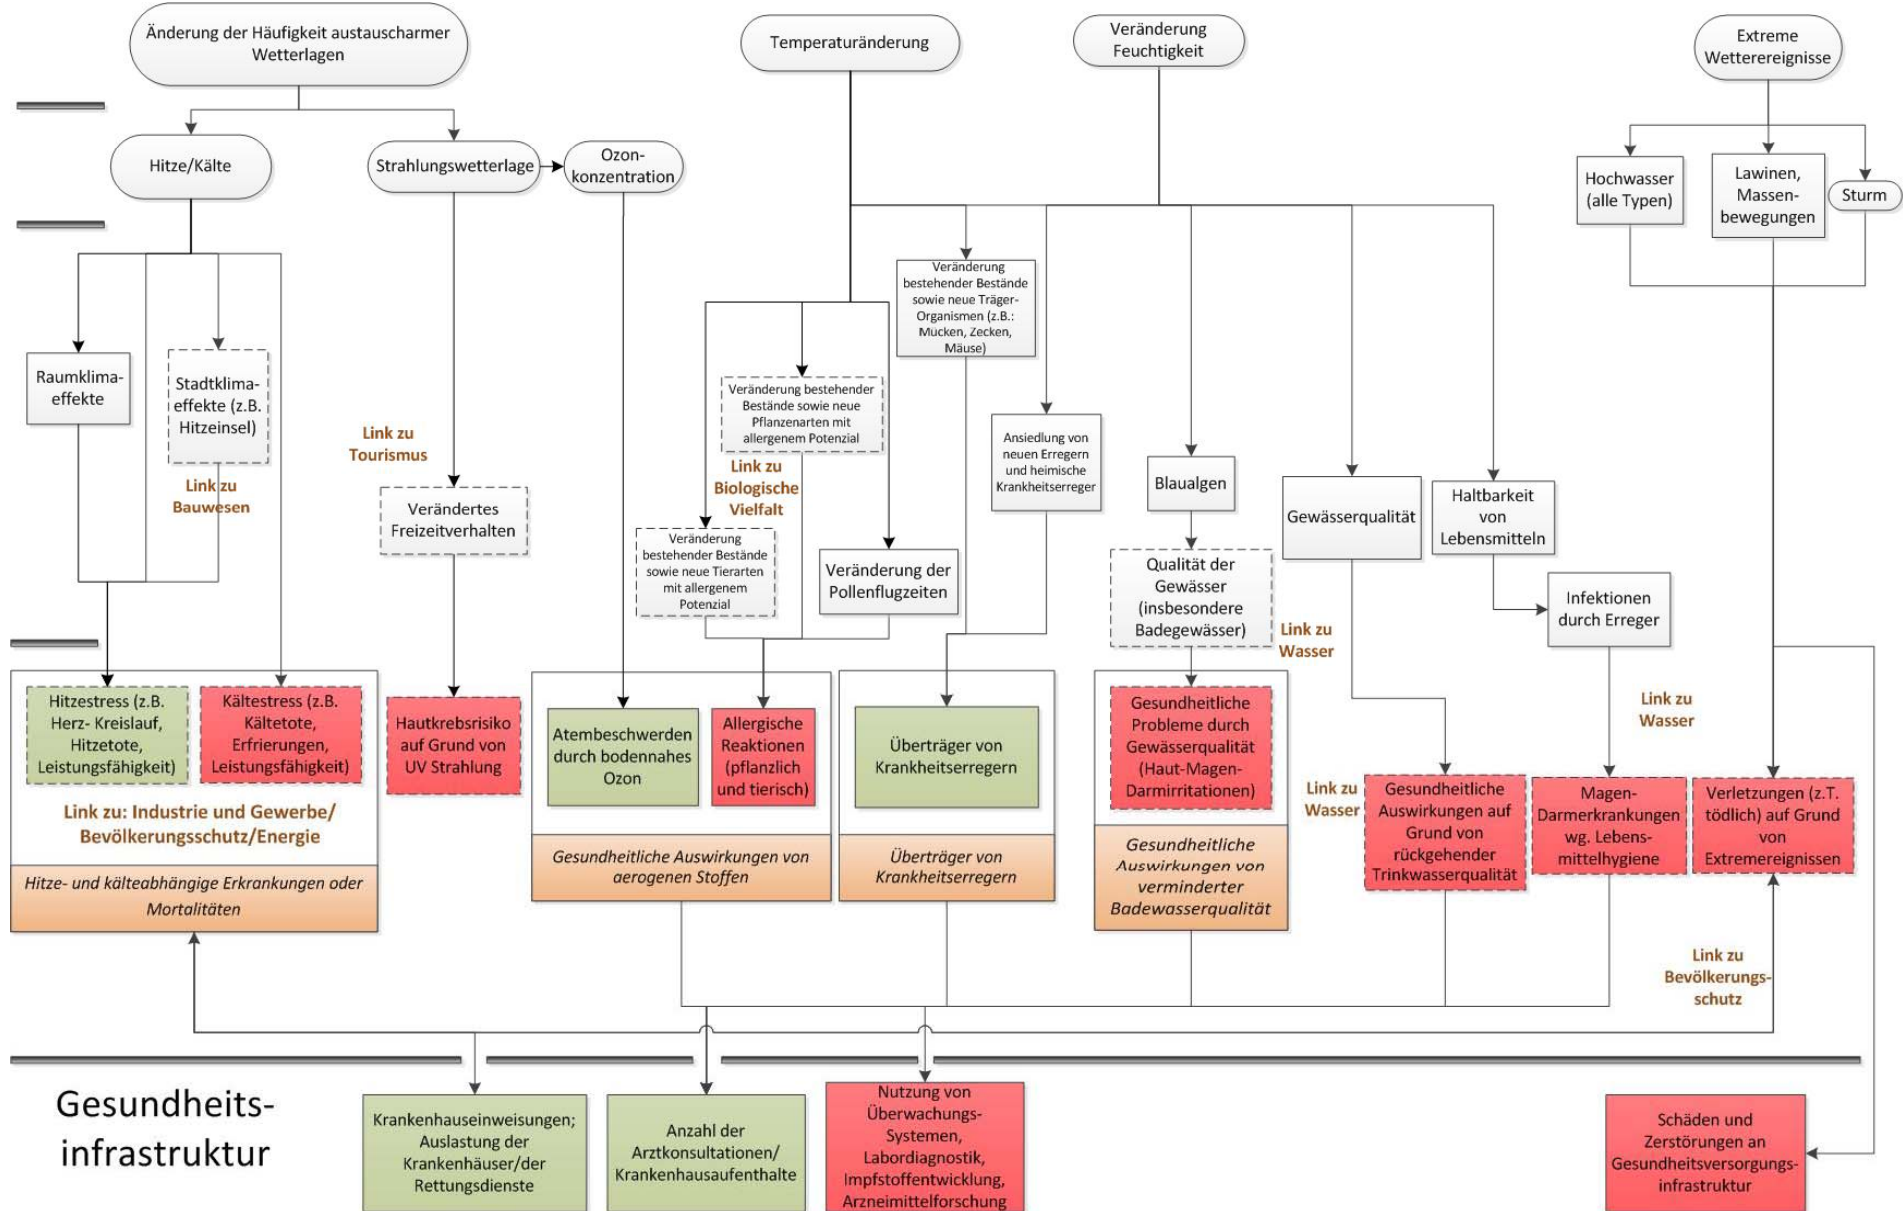 Änderung der Häufigkeit austauscharmer
Wetterlagen
Temperaturänderung
Veränderung
Feuchtigkeit
Extreme
Wetterereignisse
Hitze/Kälte
Strahlungswetterlage
Ozon-
konzentration
Hochwasser
(alle Typen)
Lawinen,
Massen-
bewegungen
Sturm
Raumklima-
effekte
Stadtklima-
effekte (z.B.
Hitzeinsel)
Link zu
Bauwesen
Link zu
Tourismus
Verändertes
Freizeitverhalten
Veränderung
bestehender Bestände
sowie neue Träger-
Organismen (z.B.:
Mücken, Zecken,
Mäuse)
Veränderung bestehender
Bestände sowie neue
Pflanzenarten mit
allergenem Potenzial
Link zu
Biologische
Vielfalt
Veränderung
bestehender Bestände
sowie neue Tierarten
mit allergenem
Potenzial
Veränderung der
Pollenflugzeiten
Ansiedlung von
neuen Erregern
und heimische
Krankheitserreger
Blaualgen
Qualität der
Gewässer
(insbesondere
Badegewässer)
Gewässerqualität
Haltbarkeit
von
Lebensmitteln
Infektionen
durch Erreger
Link zu
Wasser
Link zu
Wasser
Link zu
Wasser
Hitzestress (z.B.
Herz- Kreislauf,
Hitzetote,
Leistungsfähigkeit)
Kältestress (z.B.
Kältetote,
Erfrierungen,
Leistungsfähigkeit)
Link zu: Industrie und Gewerbe/
Bevölkerungsschutz/Energie
Hitze- und kälteabhängige Erkrankungen oder
Mortalitäten
Hautkrebsrisiko
auf Grund von
UV Strahlung
Atembeschwerden
durch bodennahes
Ozon
Allergische
Reaktionen
(pflanzlich
und tierisch)
Gesundheitliche Auswirkungen von
aerogenen Stoffen
Überträger von
Krankheitserregern
Überträger von
Krankheitserregern
Gesundheitliche
Probleme durch
Gewässerqualität
(Haut-Magen-
Darmirritationen)
Gesundheitliche
Auswirkungen von
verminderter
Badewasserqualität
Gesundheitliche
Auswirkungen auf
Grund von
rückgehender
Trinkwasserqualität
Magen-
Darmerkrankungen
wg. Lebens-
mittelhygiene
Verletzungen (z.T.
tödlich) auf Grund
von
Extremereignissen
Link zu
Bevölkerungs-
schutz
Gesundheits-
infrastruktur
Krankenhauseinweisungen;
Auslastung der
Krankenhäuser/der
Rettungsdienste
Anzahl der
Arztkonsultationen/
Krankenhausaufenthalte
Nutzung von
Überwachungs-
Systemen,
Labordiagnostik,
Impfstoffentwicklung,
Arzneimittelforschung
Schäden und
Zerstörungen an
Gesundheitsversorgungs-
infrastruktur